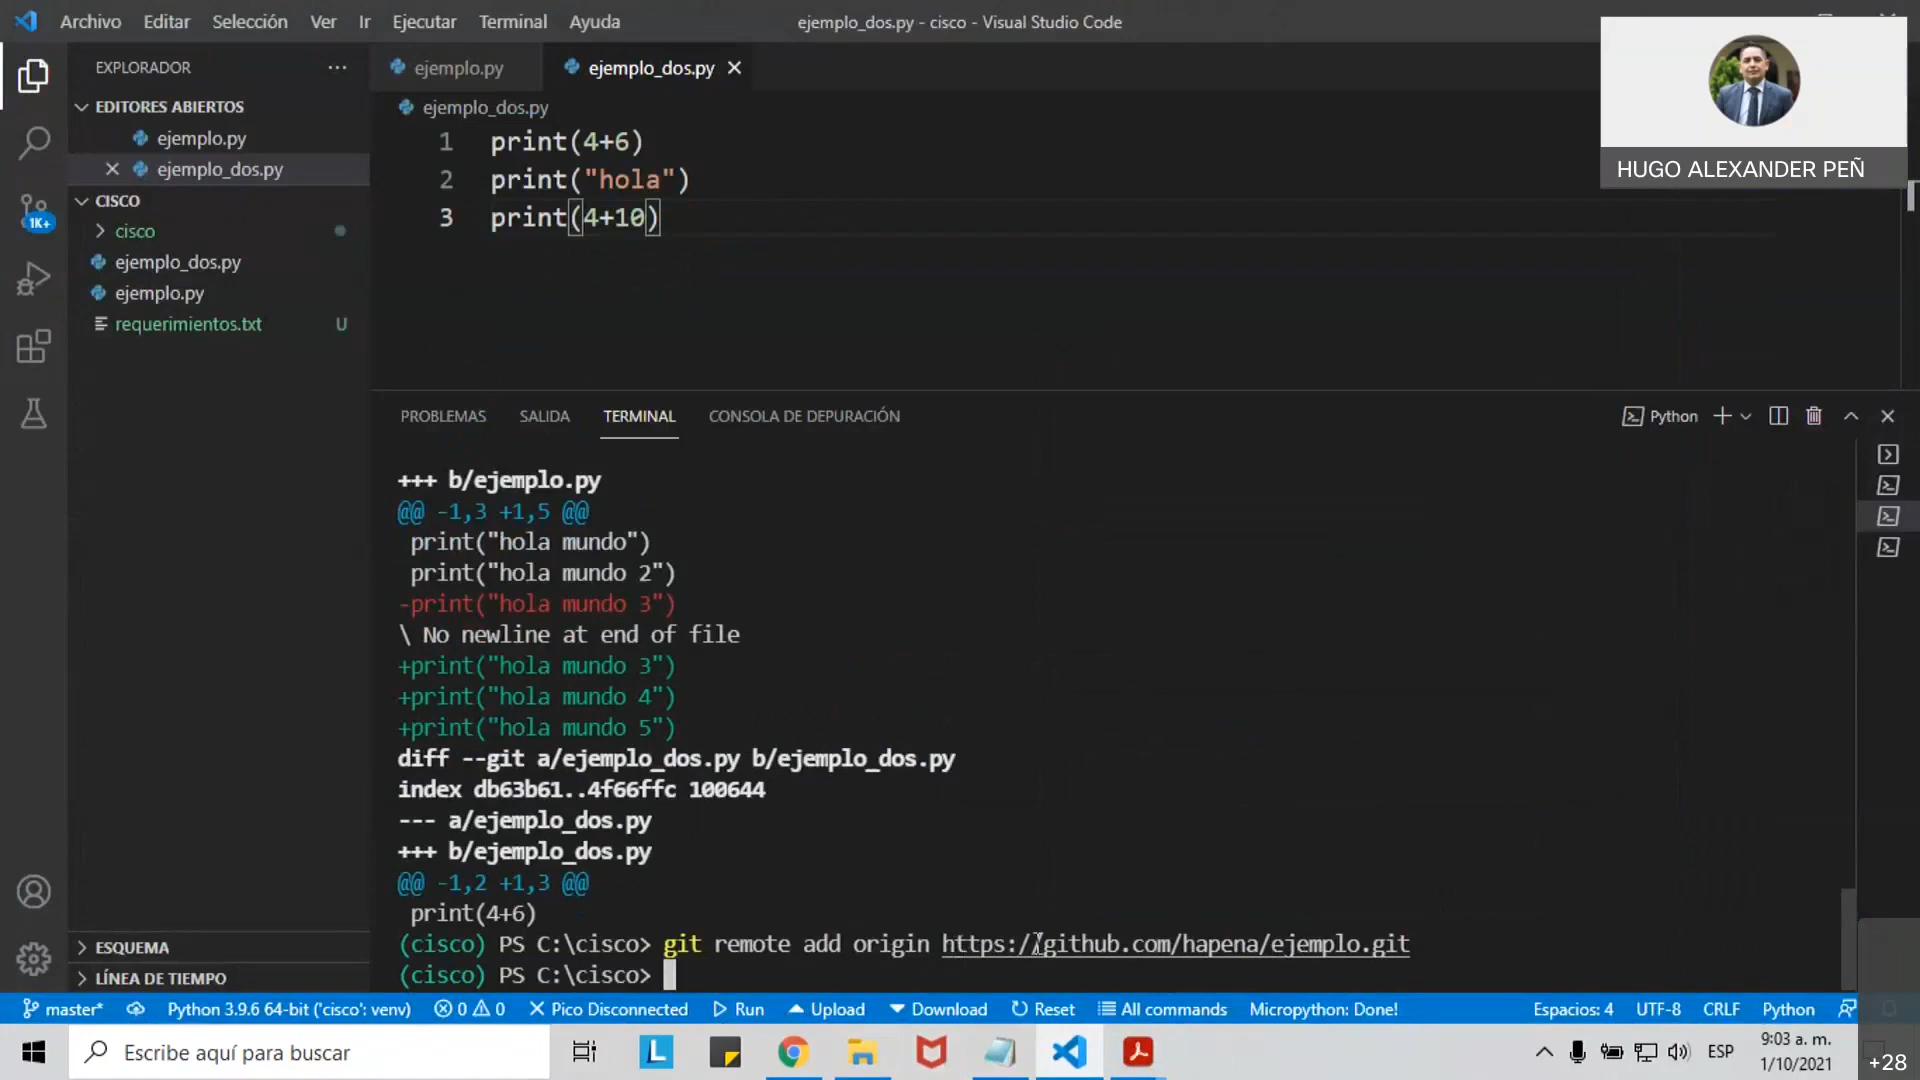 Archivo Editar Selección Ver Ir Ejecutar Terminal Ayuda
ejemplo_dos.py - cisco - Visual Studio Code
HUGO ALEXANDER PEÑ
EXPLORADOR
EDITORES ABIERTOS
ejemplo.py
ejemplo_dos.py
CISCO
cisco
ejemplo_dos.py
ejemplo.py
requerimientos.txt U
1K+
ESQUEMA
LÍNEA DE TIEMPO
ejemplo.py
ejemplo_dos.py
ejemplo_dos.py
1 print(4+6)
2 print("hola")
3 print(4+10)
PROBLEMAS SALIDA TERMINAL CONSOLA DE DEPURACIÓN
Python
+++ b/ejemplo.py
@@ -1,3 +1,5 @@
print("hola mundo")
print("hola mundo 2")
-print("hola mundo 3")
\ No newline at end of file
+print("hola mundo 3")
+print("hola mundo 4")
+print("hola mundo 5")
diff --git a/ejemplo_dos.py b/ejemplo_dos.py
index db63b61..4f66ffc 100644
--- a/ejemplo_dos.py
+++ b/ejemplo_dos.py
@@ -1,2 +1,3 @@
print(4+6)
(cisco) PS C:\cisco> git remote add origin https://github.com/hapena/ejemplo.git
(cisco) PS C:\cisco>
master* Python 3.9.6 64-bit ('cisco': venv) 0 0 Pico Disconnected Run Upload Download Reset All commands Micropython: Done! Espacios: 4 UTF-8 CRLF Python
Escribe aquí para buscar
L
ESP
9:03 a. m.
1/10/2021
+28